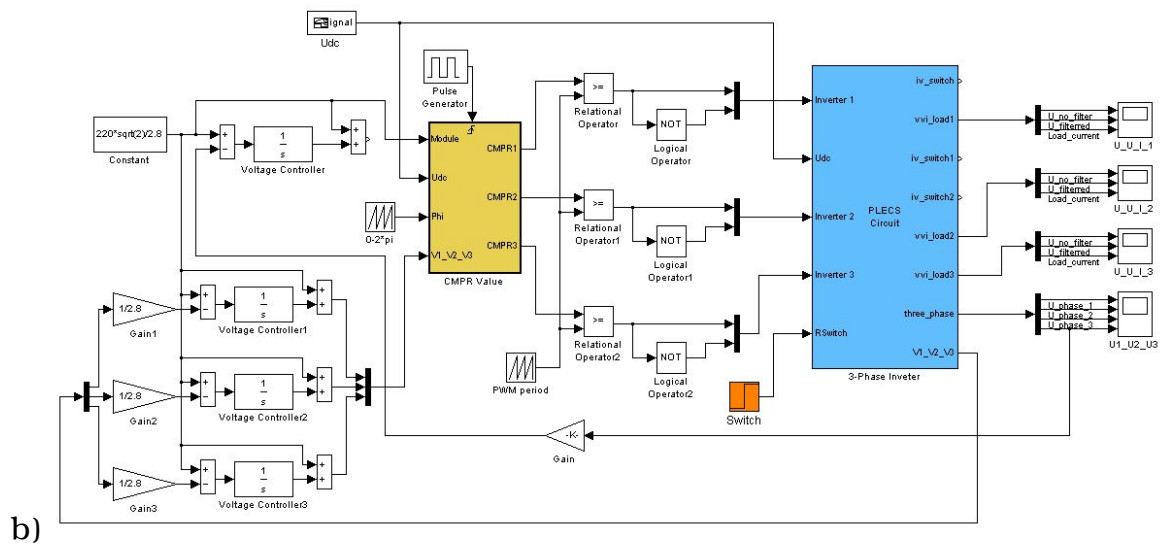 ignal
Udc
Pulse
Generator
220*sqrt(2)/2.8
Constant
+
-
1
s
Voltage Controller
+
+
Module
Udc
Phi
V1_V2_V3
CMPR1
CMPR2
CMPR3
CMPR Value
0-2*pi
>=
Relational
Operator
NOT
Logical
Operator
>=
Relational
Operator1
NOT
Logical
Operator1
>=
Relational
Operator2
NOT
Logical
Operator2
PWM period
Inverter 1
Udc
Inverter 2
Inverter 3
RSwitch
PLECS
Circuit
iv_switch
vvi_load1
iv_switch1
iv_switch2
vvi_load2
vvi_load3
three_phase
V1_V2_V3
3-Phase Inveter
U_no_filter
U_filterred
Load_current
U_U_I_1
U_no_filter
U_filterred
Load_current
U_U_I_2
U_no_filter
U_filterred
Load_current
U_U_I_3
U_phase_1
U_phase_2
U_phase_3
U1_U2_U3
Switch
-K-
Gain
1/2.8
Gain1
+
-
1
s
Voltage Controller1
+
+
1/2.8
Gain2
+
-
1
s
Voltage Controller2
+
+
1/2.8
Gain3
+
-
1
s
Voltage Controller3
+
+
b)